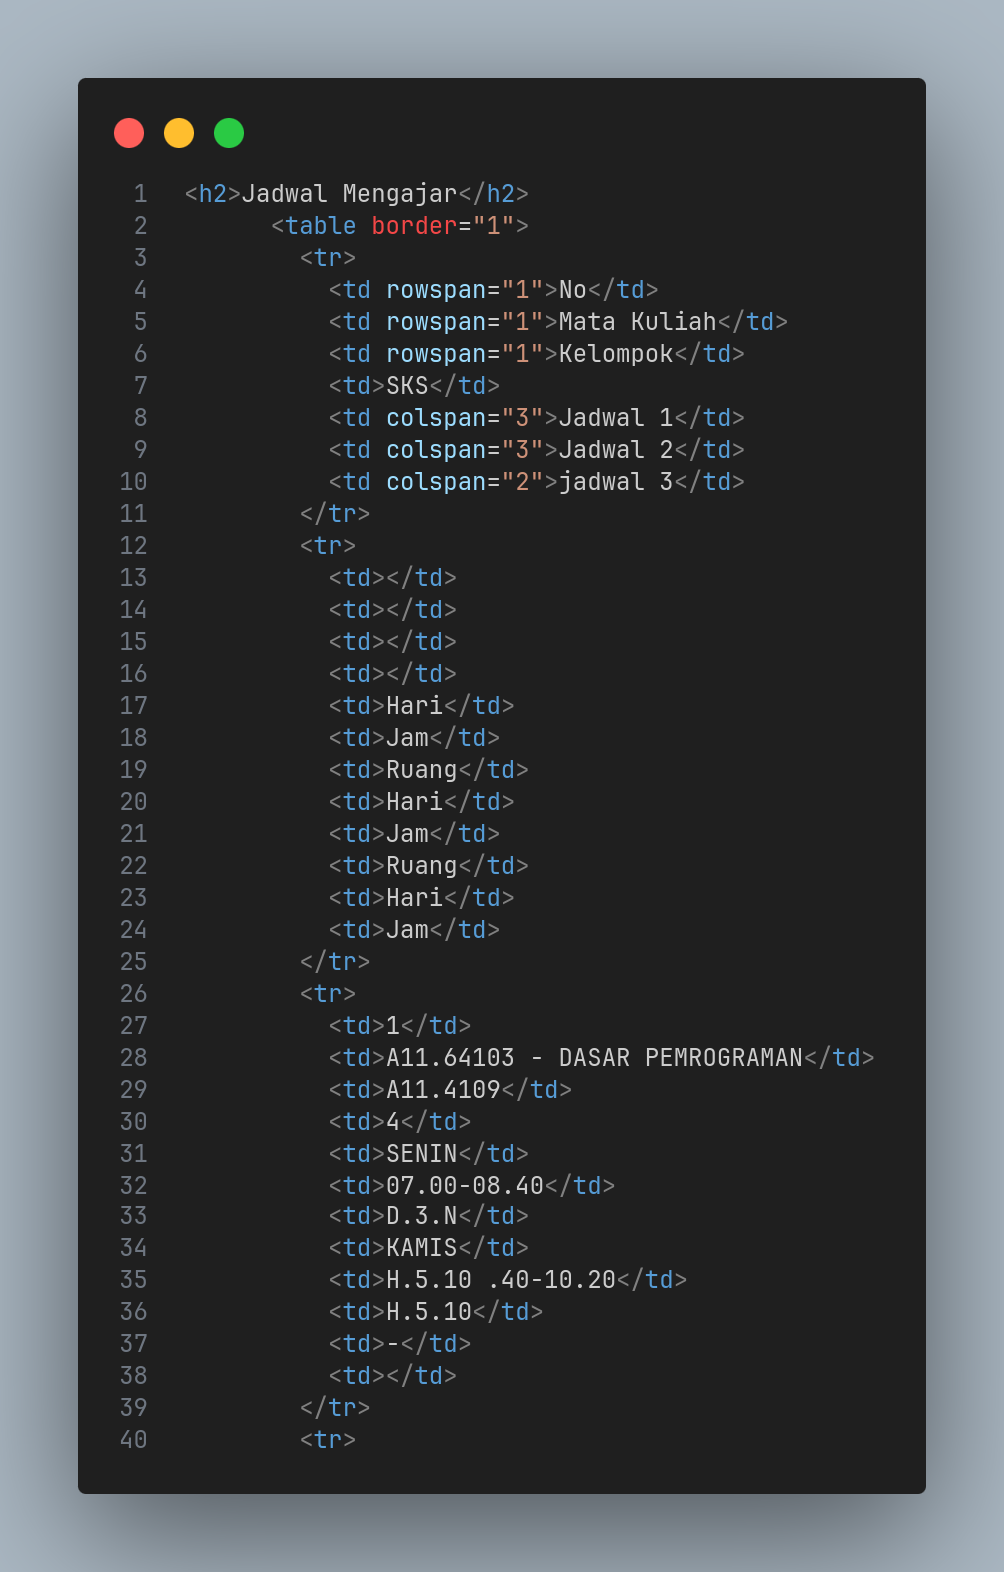 1 <h2>Jadwal Mengajar</h2>
2 <table border="1">
3 <tr>
4 <td rowspan="1">No</td>
5 <td rowspan="1">Mata Kuliah</td>
6 <td rowspan="1">Kelompok</td>
7 <td>SKS</td>
8 <td colspan="3">Jadwal 1</td>
9 <td colspan="3">Jadwal 2</td>
10 <td colspan="2">jadwal 3</td>
11 </tr>
12 <tr>
13 <td></td>
14 <td></td>
15 <td></td>
16 <td></td>
17 <td>Hari</td>
18 <td>Jam</td>
19 <td>Ruang</td>
20 <td>Hari</td>
21 <td>Jam</td>
22 <td>Ruang</td>
23 <td>Hari</td>
24 <td>Jam</td>
25 </tr>
26 <tr>
27 <td>1</td>
28 <td>A11.64103 - DASAR PEMROGRAMAN</td>
29 <td>A11.4109</td>
30 <td>4</td>
31 <td>SENIN</td>
32 <td>07.00-08.40</td>
33 <td>D.3.N</td>
34 <td>KAMIS</td>
35 <td>H.5.10 .40-10.20</td>
36 <td>H.5.10</td>
37 <td>-</td>
38 <td></td>
39 </tr>
40 <tr>